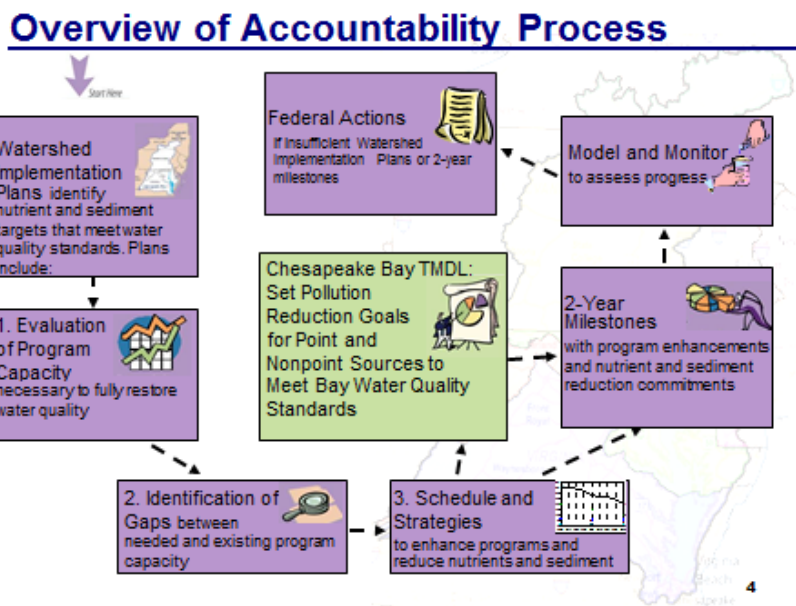 Overview of Accountability Process
Start Here
Watershed
Implementation
Plans identify
nutrient and sediment
targets that meet water
quality standards. Plans
include:
1. Evaluation
of Program
Capacity
necessary to fully restore
water quality
2. Identification of
Gaps between
needed and existing program
capacity
3. Schedule and
Strategies
to enhance programs and
reduce nutrients and sediment
Chesapeake Bay TMDL:
Set Pollution
Reduction Goals
for Point and
Nonpoint Sources to
Meet Bay Water Quality
Standards
2-Year
Milestones
with program enhancements
and nutrient and sediment
reduction commitments
Model and Monitor
to assess progress
Federal Actions
If Insufficient Watershed
Implementation Plans or 2-year
milestones
Virginia
Beach
4